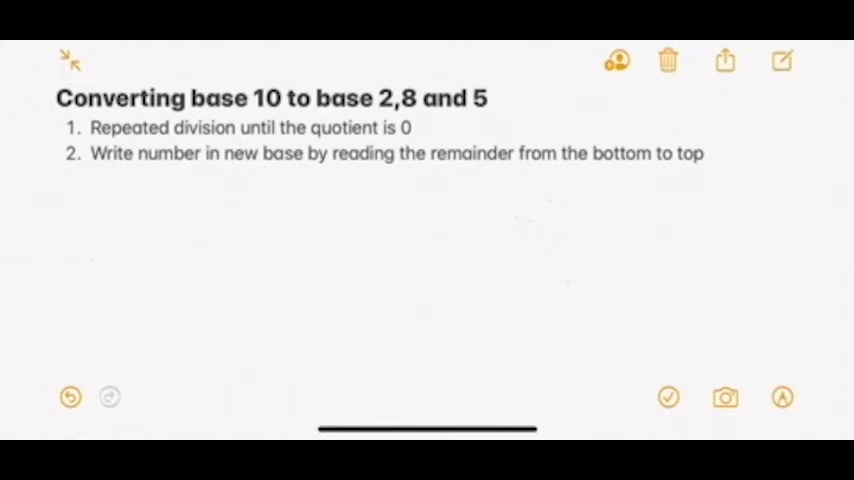 Converting base 10 to base 2,8 and 5
1. Repeated division until the quotient is 0
2. Write number in new base by reading the remainder from the bottom to top